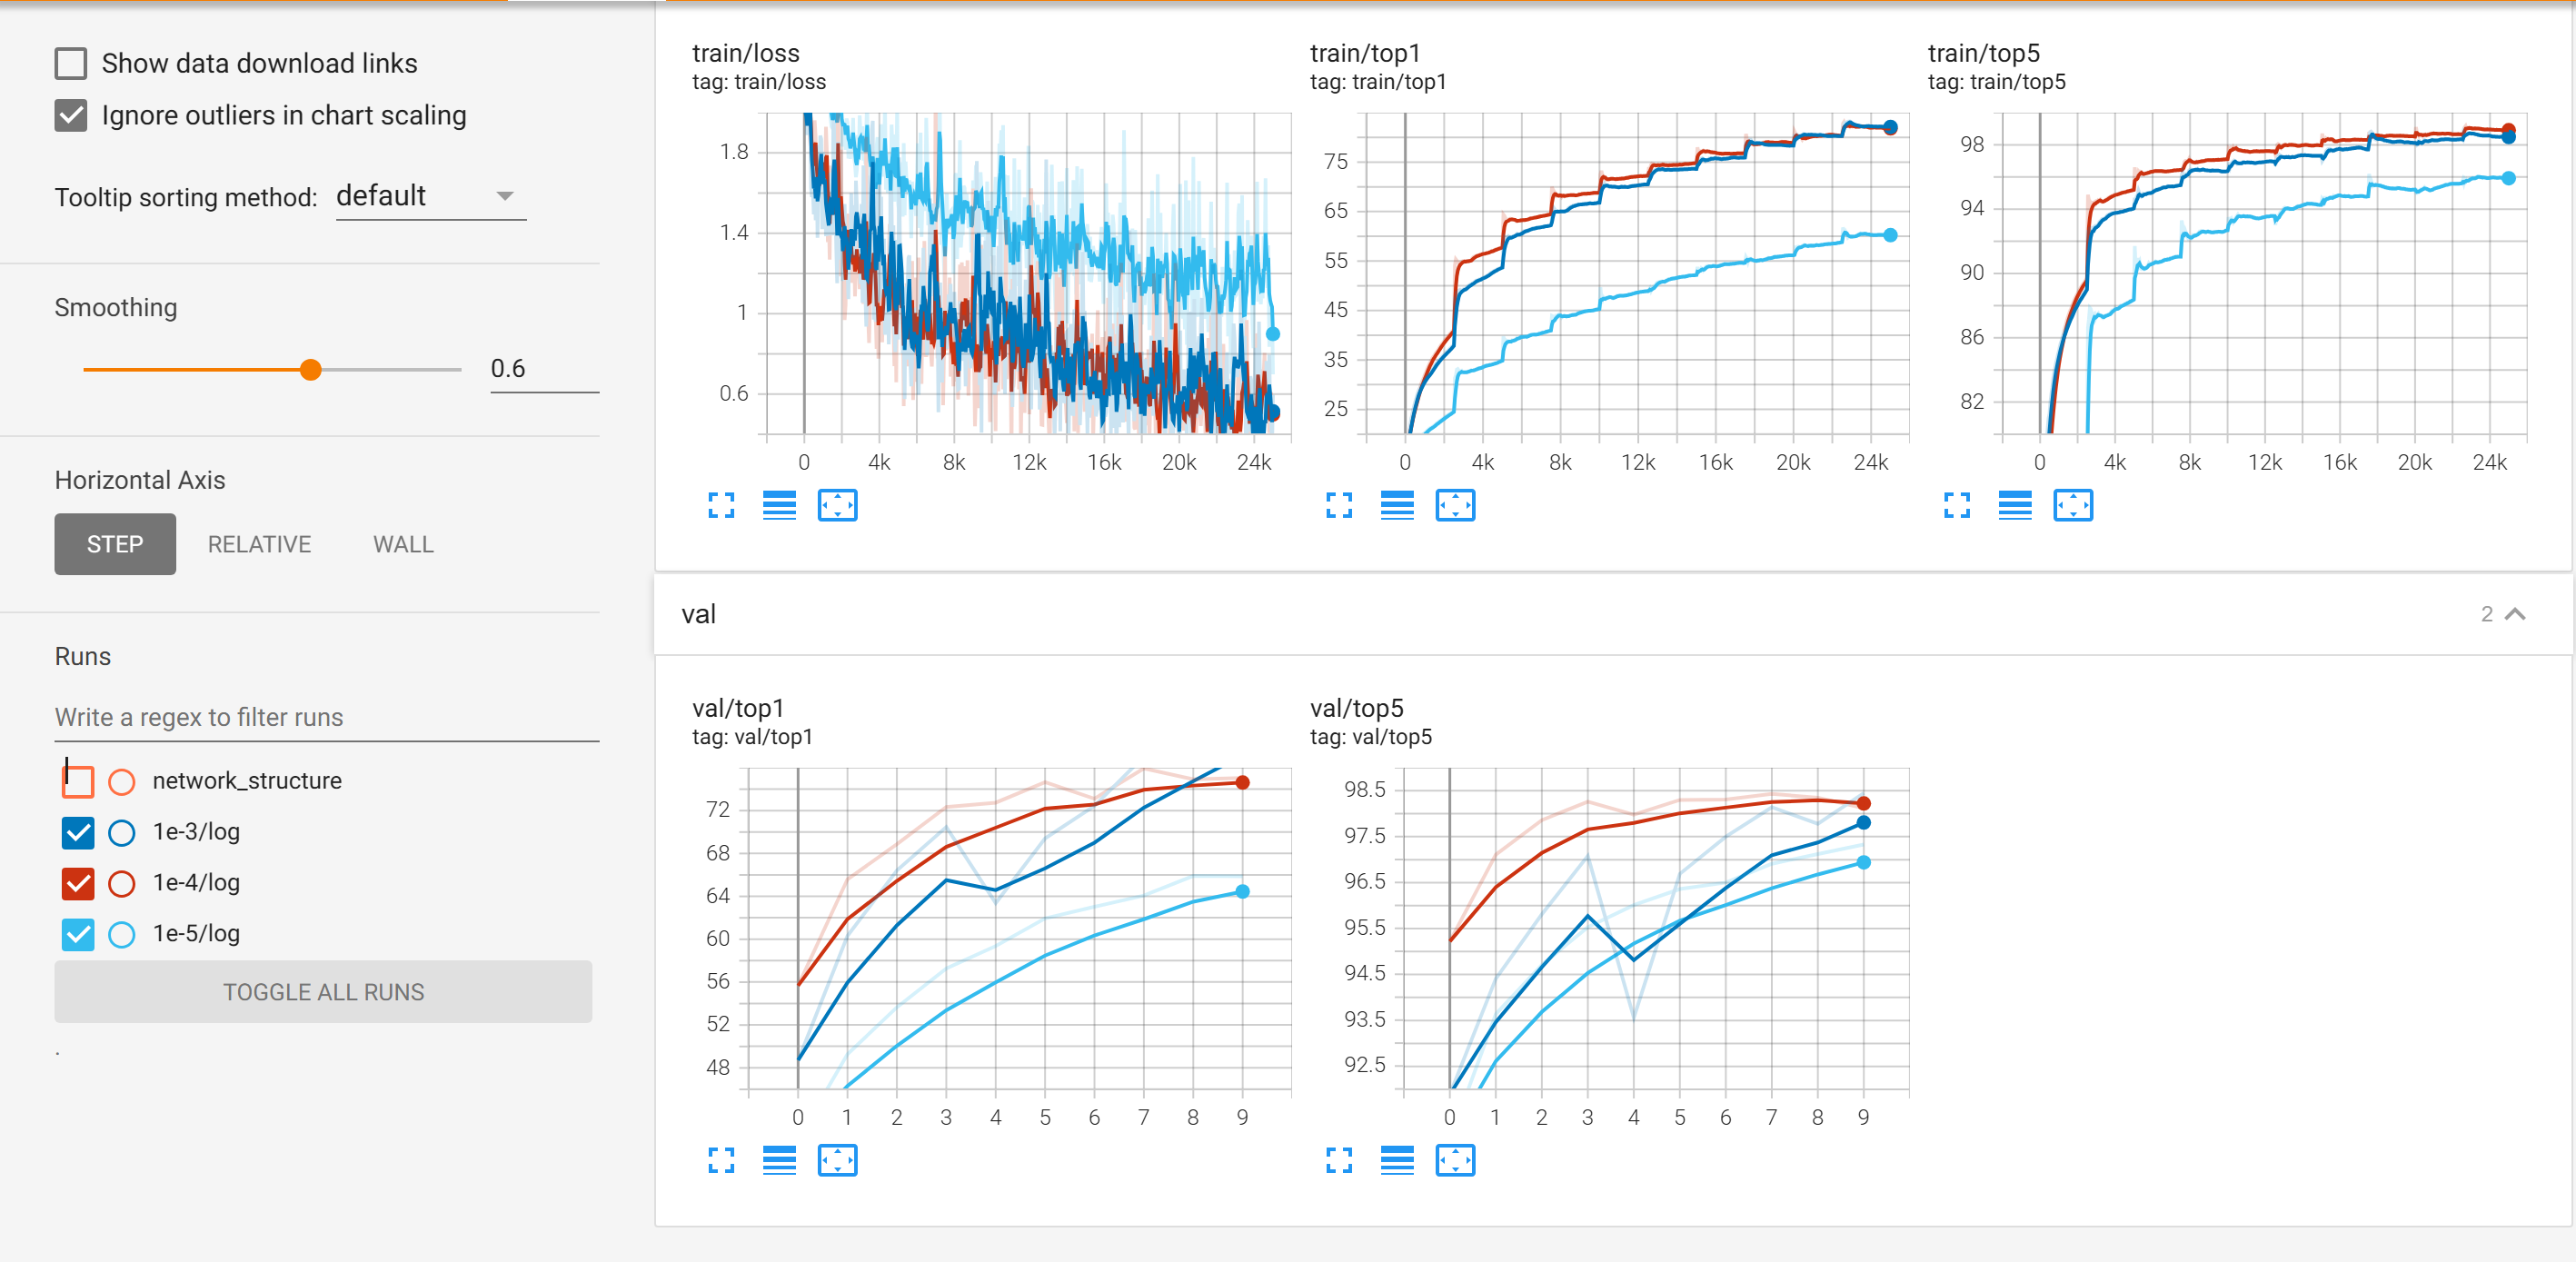 Show data download links
Ignore outliers in chart scaling
Tooltip sorting method: default
Smoothing
0.6
Horizontal Axis
STEP RELATIVE WALL
Runs
Write a regex to filter runs
network_structure
1e-3/log
1e-4/log
1e-5/log
TOGGLE ALL RUNS
.
train/loss
tag: train/loss
1.8
1.4
1
0.6
0 4k 8k 12k 16k 20k 24k
train/top1
tag: train/top1
75
65
55
45
35
25
0 4k 8k 12k 16k 20k 24k
train/top5
tag: train/top5
98
94
90
86
82
0 4k 8k 12k 16k 20k 24k
val 2
val/top1
tag: val/top1
72
68
64
60
56
52
48
0 1 2 3 4 5 6 7 8 9
val/top5
tag: val/top5
98.5
97.5
96.5
95.5
94.5
93.5
92.5
0 1 2 3 4 5 6 7 8 9